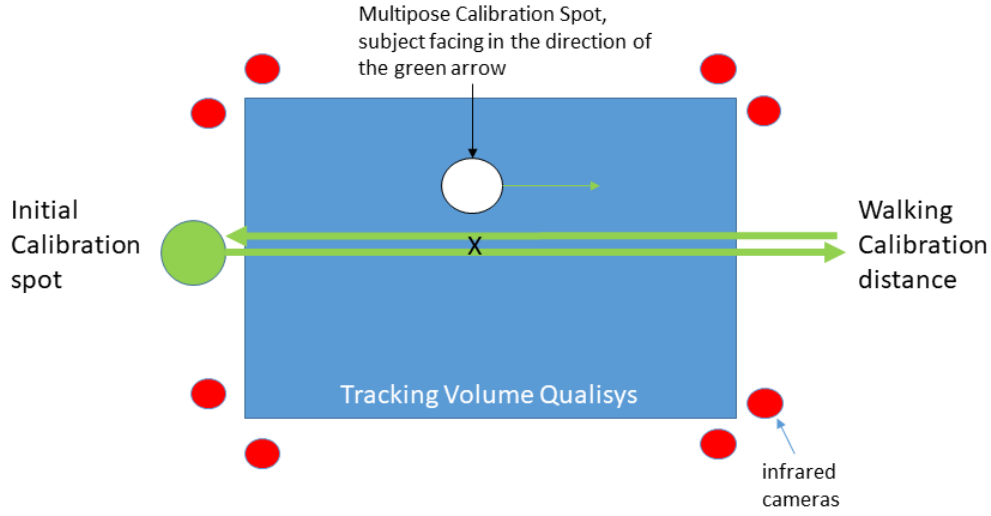 Multipose Calibration Spot,
subject facing in the direction of
the green arrow
Initial
Calibration
spot
X
Walking
Calibration
distance
Tracking Volume Qualisys
infrared
cameras